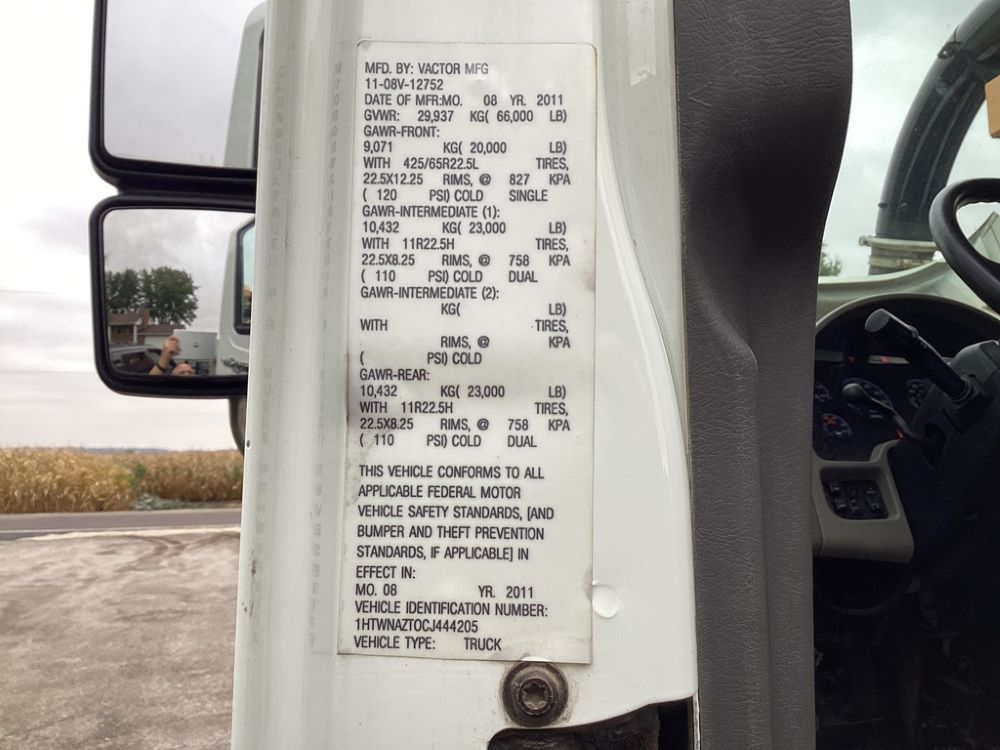 MFD. BY: VACTOR MFG
11-08V-12752
DATE OF MFR:MO. 08 YR. 2011
GVWR: 29,937 KG( 66,000 LB)
GAWR-FRONT:
9,071 KG( 20,000 LB)
WITH 425/65R22.5L TIRES,
22.5X12.25 RIMS, @ 827 KPA
( 120 PSI) COLD SINGLE
GAWR-INTERMEDIATE (1):
10,432 KG( 23,000 LB)
WITH 11R22.5H TIRES,
22.5X8.25 RIMS, @ 758 KPA
( 110 PSI) COLD DUAL
GAWR-INTERMEDIATE (2):
KG( LB)
WITH TIRES,
RIMS, @ KPA
( PSI) COLD
GAWR-REAR:
10,432 KG( 23,000 LB)
WITH 11R22.5H TIRES,
22.5X8.25 RIMS, @ 758 KPA
( 110 PSI) COLD DUAL
THIS VEHICLE CONFORMS TO ALL
APPLICABLE FEDERAL MOTOR
VEHICLE SAFETY STANDARDS, [AND
BUMPER AND THEFT PREVENTION
STANDARDS, IF APPLICABLE] IN
EFFECT IN:
MO. 08 YR. 2011
VEHICLE IDENTIFICATION NUMBER:
1HTWNAZT0CJ444205
VEHICLE TYPE: TRUCK